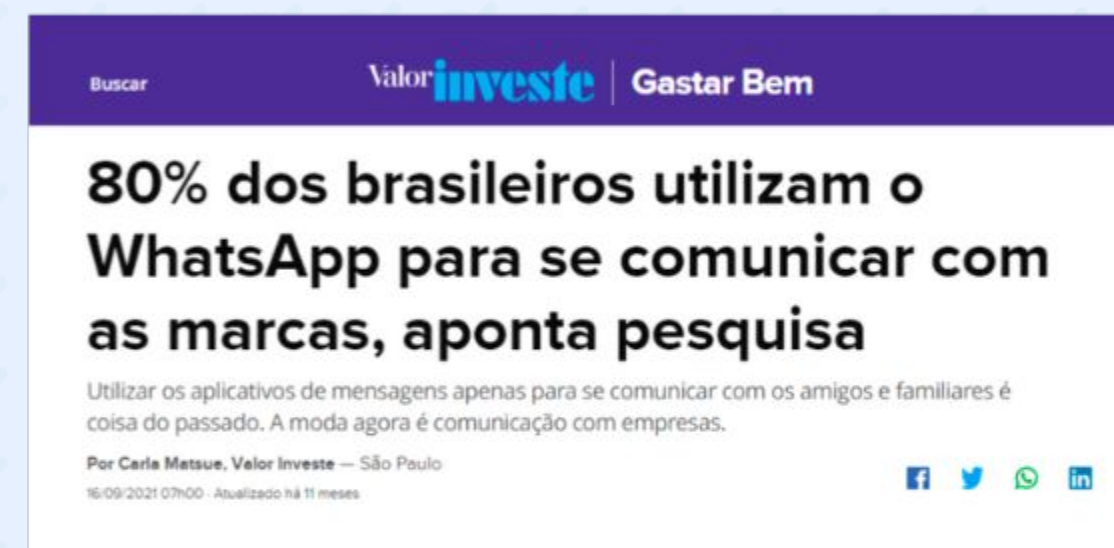 Buscar
Valor investe | Gastar Bem
80% dos brasileiros utilizam o
WhatsApp para se comunicar com
as marcas, aponta pesquisa
Utilizar os aplicativos de mensagens apenas para se comunicar com os amigos e familiares é
coisa do passado. A moda agora é comunicação com empresas.
Por Carla Matsue, Valor Investe — São Paulo
16/09/2021 07h00 · Atualizado há 11 meses